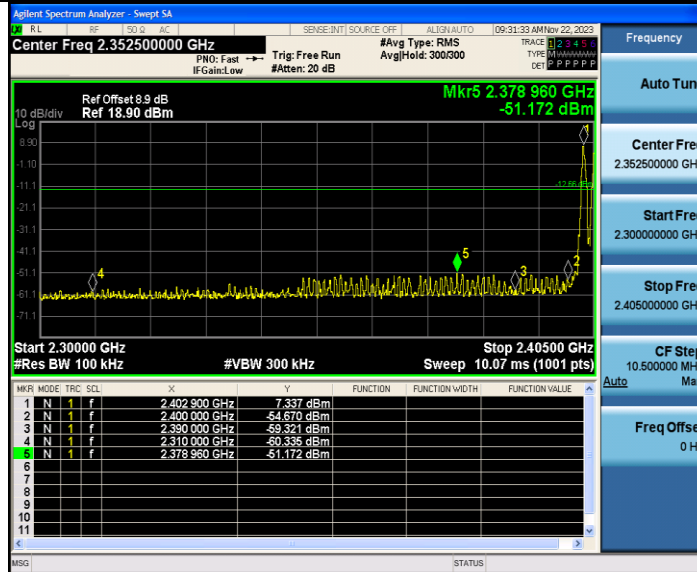 Agilent Spectrum Analyzer - Swept SA
RL RF 50 Ω AC SENSE:INT SOURCE OFF ALIGNAUTO 09:31:33 AM Nov 22, 2023
Center Freq 2.352500000 GHz
#Avg Type: RMS
TRACE 1 2 3 4 5 6
PNO: Fast
Trig: Free Run
Avg|Hold: 300/300
TYPE M
IFGain:Low
#Atten: 20 dB
DET P P P P P P
Mkr5 2.378 960 GHz
-51.172 dBm
Ref Offset 8.9 dB
10 dB/div
Ref 18.90 dBm
Log
8.90
-1.10
-11.1
-21.1
-31.1
-41.1
-51.1
-61.1
-71.1
-12.66 dBm
1
2
3
4
5
Start 2.30000 GHz
Stop 2.40500 GHz
#Res BW 100 kHz
#VBW 300 kHz
Sweep 10.07 ms (1001 pts)
MKR MODE TRC SCL X Y FUNCTION FUNCTION WIDTH FUNCTION VALUE
1 N 1 f 2.402 900 GHz 7.337 dBm
2 N 1 f 2.400 000 GHz -54.670 dBm
3 N 1 f 2.390 000 GHz -59.321 dBm
4 N 1 f 2.310 000 GHz -60.335 dBm
5 N 1 f 2.378 960 GHz -51.172 dBm
6
7
8
9
10
11
MSG
STATUS
Frequency
Auto Tun
Center Fre
2.352500000 GH
Start Fre
2.300000000 GH
Stop Fre
2.405000000 GH
CF Ste
10.500000 MH
Auto Ma
Freq Offse
0 H